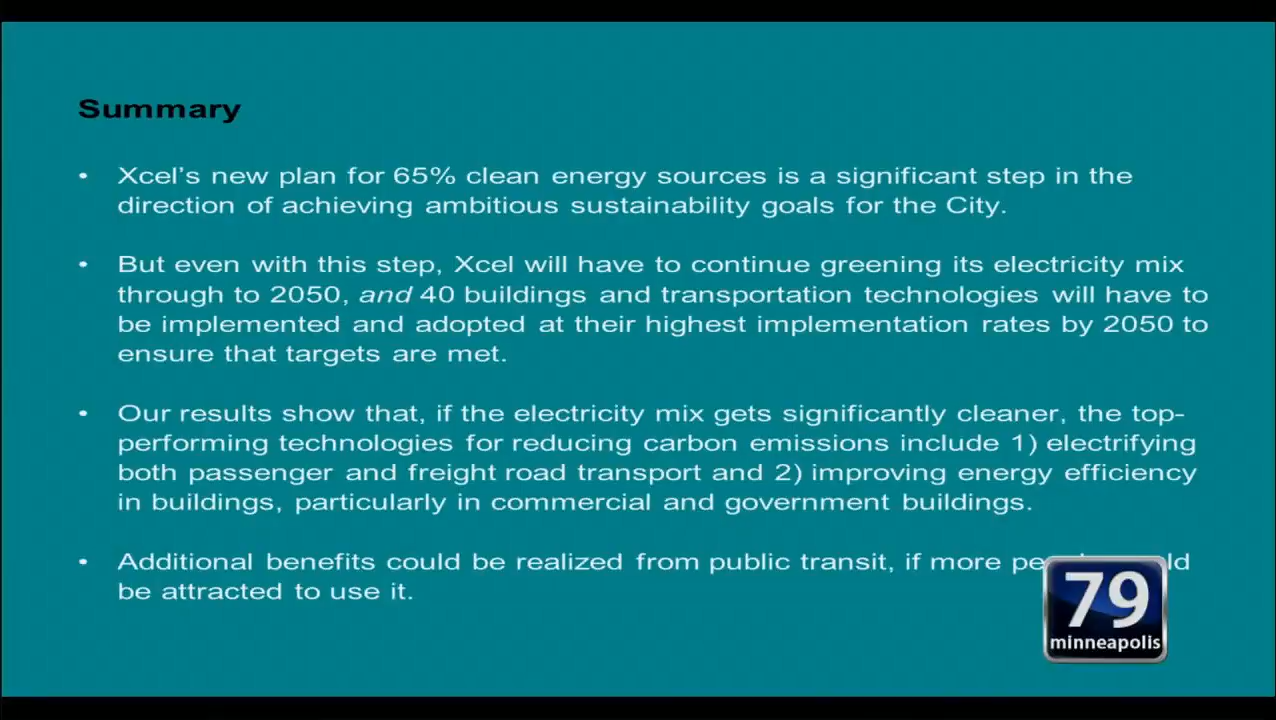 Summary
• Xcel's new plan for 65% clean energy sources is a significant step in the
direction of achieving ambitious sustainability goals for the City.
• But even with this step, Xcel will have to continue greening its electricity mix
through to 2050, and 40 buildings and transportation technologies will have to
be implemented and adopted at their highest implementation rates by 2050 to
ensure that targets are met.
• Our results show that, if the electricity mix gets significantly cleaner, the top-
performing technologies for reducing carbon emissions include 1) electrifying
both passenger and freight road transport and 2) improving energy efficiency
in buildings, particularly in commercial and government buildings.
• Additional benefits could be realized from public transit, if more
be attracted to use it.
79
minneapolis